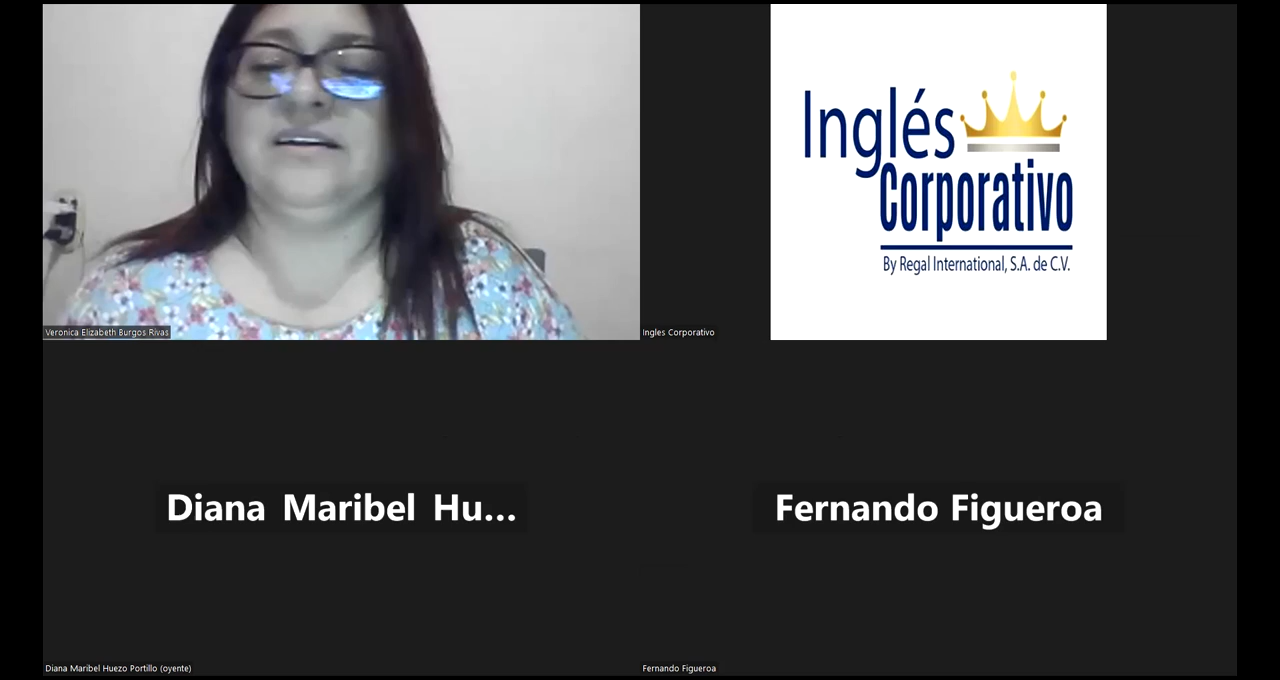 Inglés
Corporativo
By Regal International, S.A. de C.V.
Veronica Elizabeth Burgos Rivas
Ingles Corporativo
Diana Maribel Hu...
Fernando Figueroa
Diana Maribel Huezo Portillo (oyente)
Fernando Figueroa